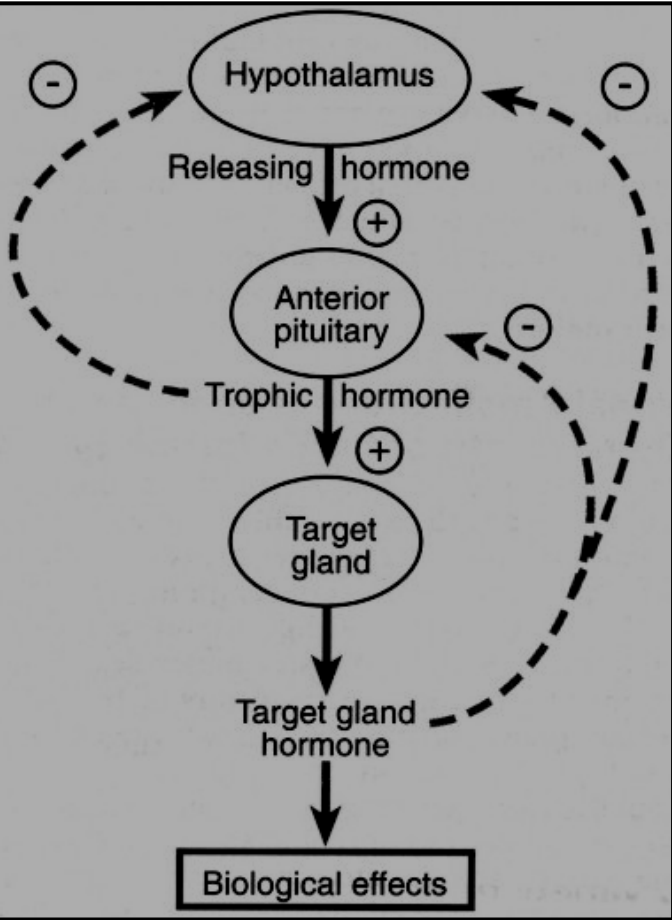 -
-
Hypothalamus
Releasing hormone
+
Anterior
pituitary
-
Trophic hormone
+
Target
gland
Target gland
hormone
Biological effects